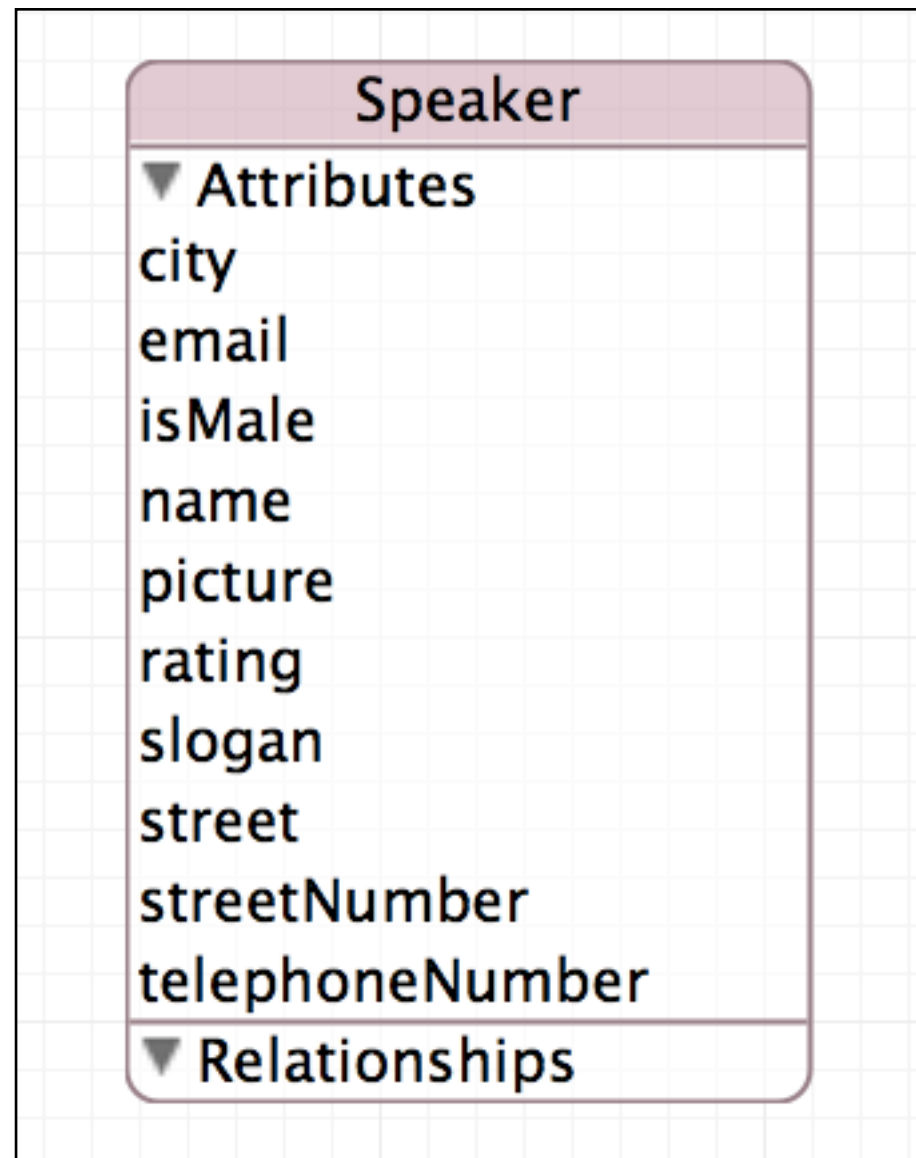 Speaker
Attributes
city
email
isMale
name
picture
rating
slogan
street
streetNumber
telephoneNumber
Relationships